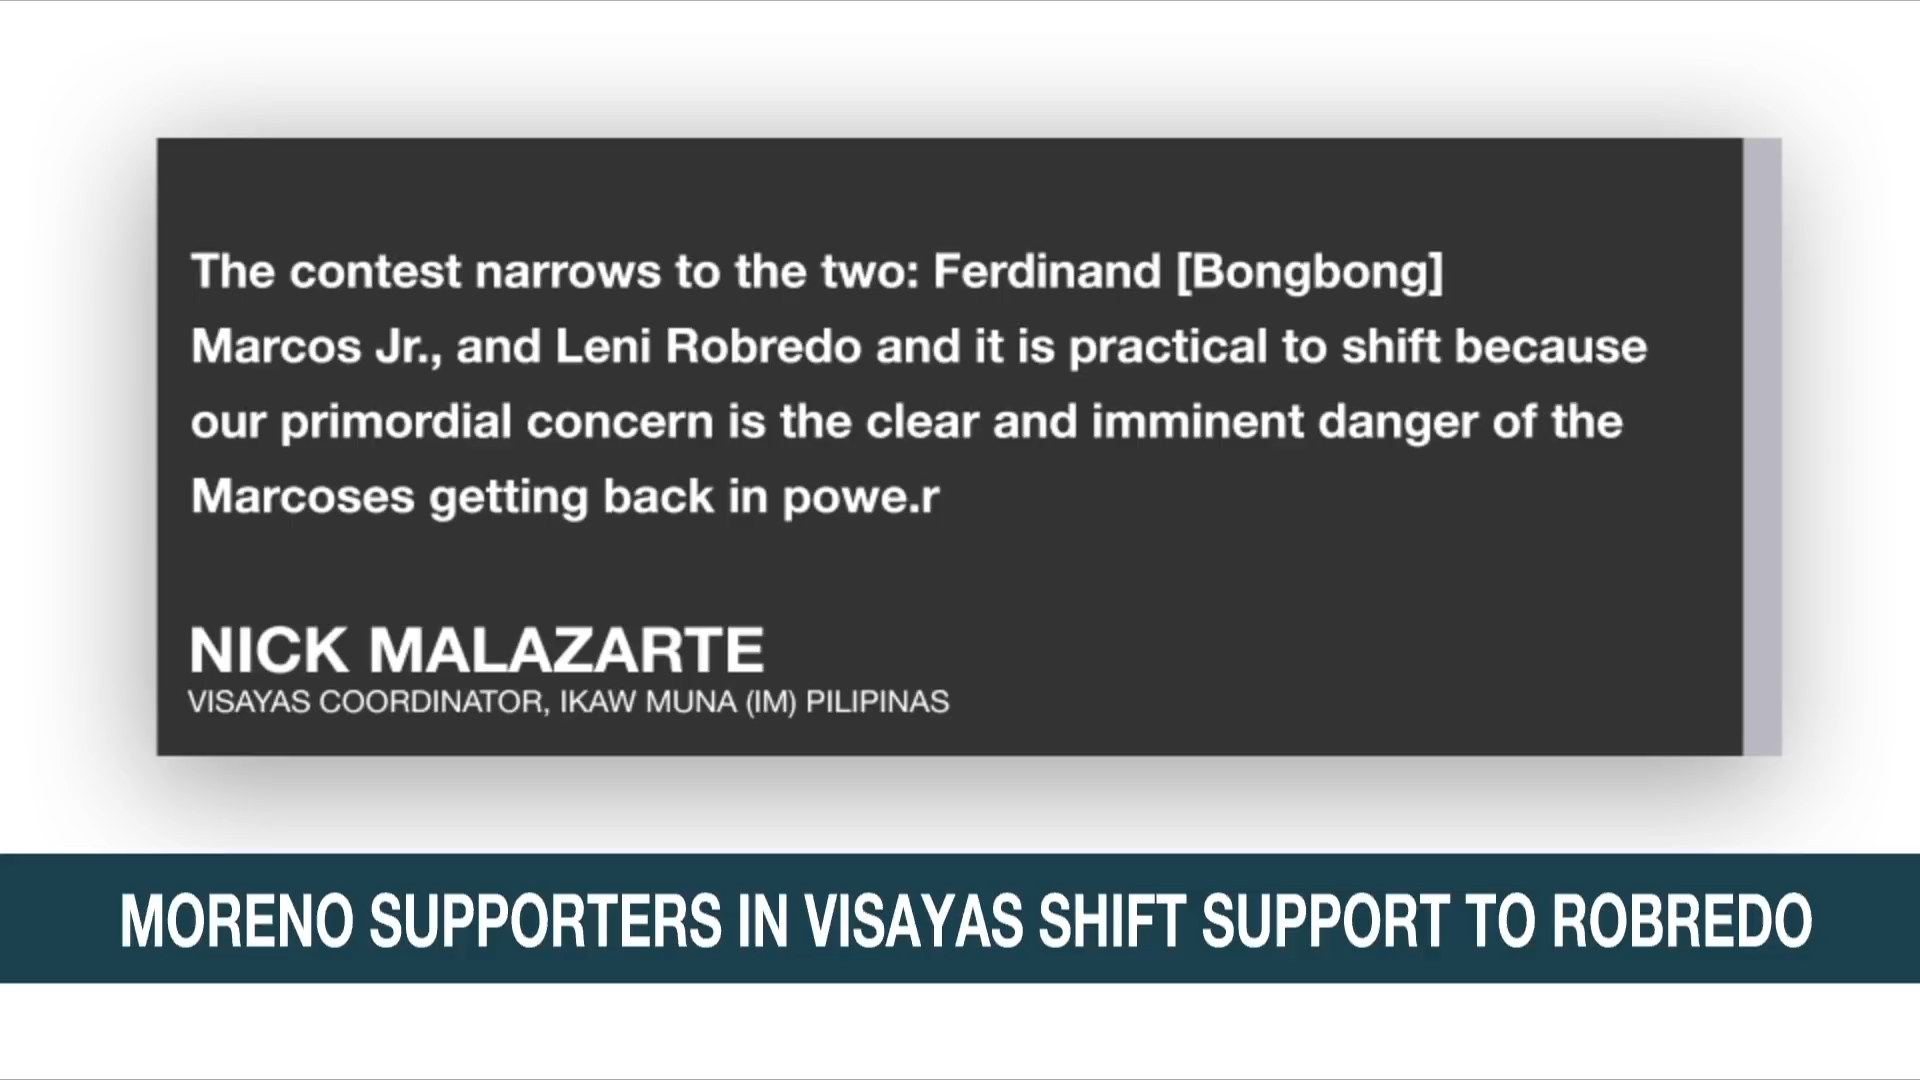 The contest narrows to the two: Ferdinand [Bongbong]
Marcos Jr., and Leni Robredo and it is practical to shift because
our primordial concern is the clear and imminent danger of the
Marcoses getting back in powe.r
NICK MALAZARTE
VISAYAS COORDINATOR, IKAW MUNA (IM) PILIPINAS
MORENO SUPPORTERS IN VISAYAS SHIFT SUPPORT TO ROBREDO